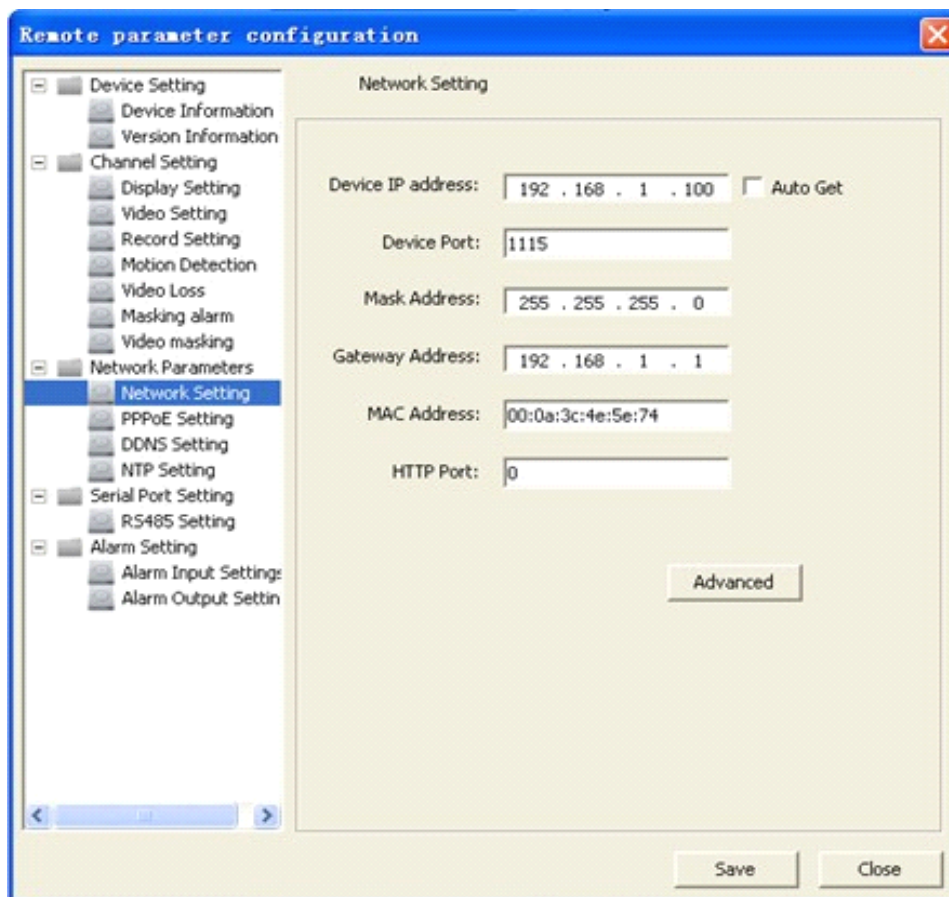 Remote parameter configuration
Device Setting
Device Information
Version Information
Channel Setting
Display Setting
Video Setting
Record Setting
Motion Detection
Video Loss
Masking alarm
Video masking
Network Parameters
Network Setting
PPPoE Setting
DDNS Setting
NTP Setting
Serial Port Setting
RS485 Setting
Alarm Setting
Alarm Input Settings
Alarm Output Settin
Network Setting
Device IP address: 192 . 168 . 1 . 100 Auto Get
Device Port: 1115
Mask Address: 255 . 255 . 255 . 0
Gateway Address: 192 . 168 . 1 . 1
MAC Address: 00:0a:3c:4e:5e:74
HTTP Port: 0
Advanced
Save Close